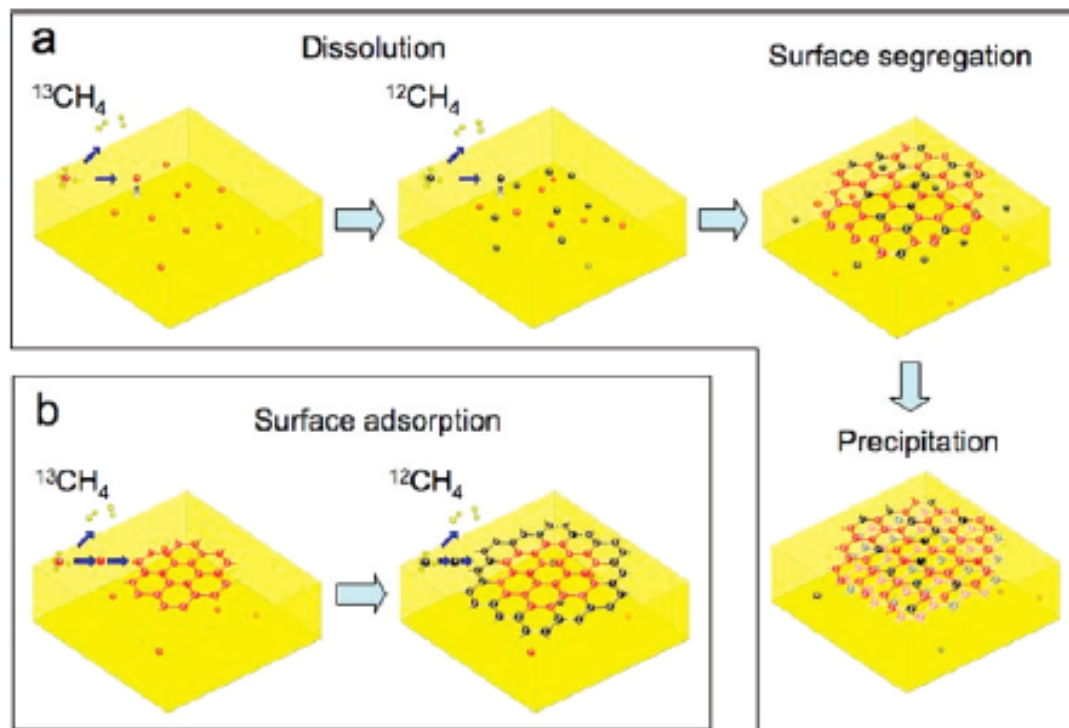 a
Dissolution
Surface segregation
¹³CH₄
¹²CH₄
Precipitation
b
Surface adsorption
¹³CH₄
¹²CH₄